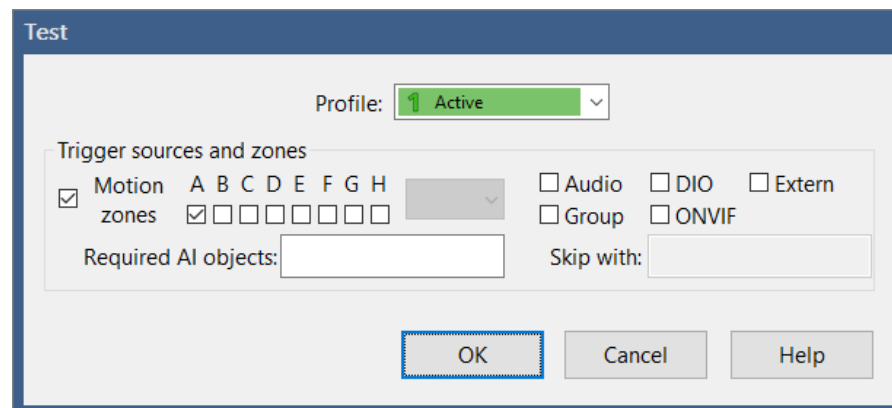 Test
Profile: 1 Active
Trigger sources and zones
Motion zones A B C D E F G H
Audio DIO Extern
Group ONVIF
Required AI objects: Skip with:
OK Cancel Help